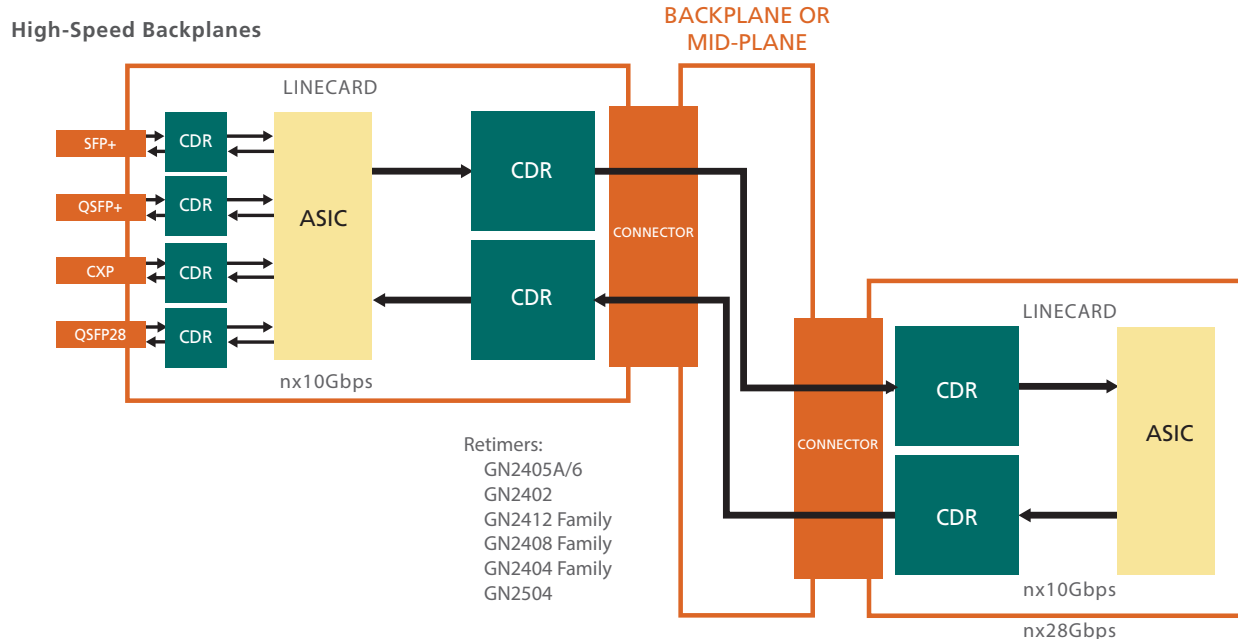 High-Speed Backplanes
BACKPLANE OR
MID-PLANE
LINECARD
SFP+
CDR
QSFP+
CDR
CXP
CDR
QSFP28
CDR
ASIC
CDR
CDR
nx10Gbps
CONNECTOR
Retimers:
GN2405A/6
GN2402
GN2412 Family
GN2408 Family
GN2404 Family
GN2504
CONNECTOR
LINECARD
CDR
CDR
ASIC
nx10Gbps
nx28Gbps